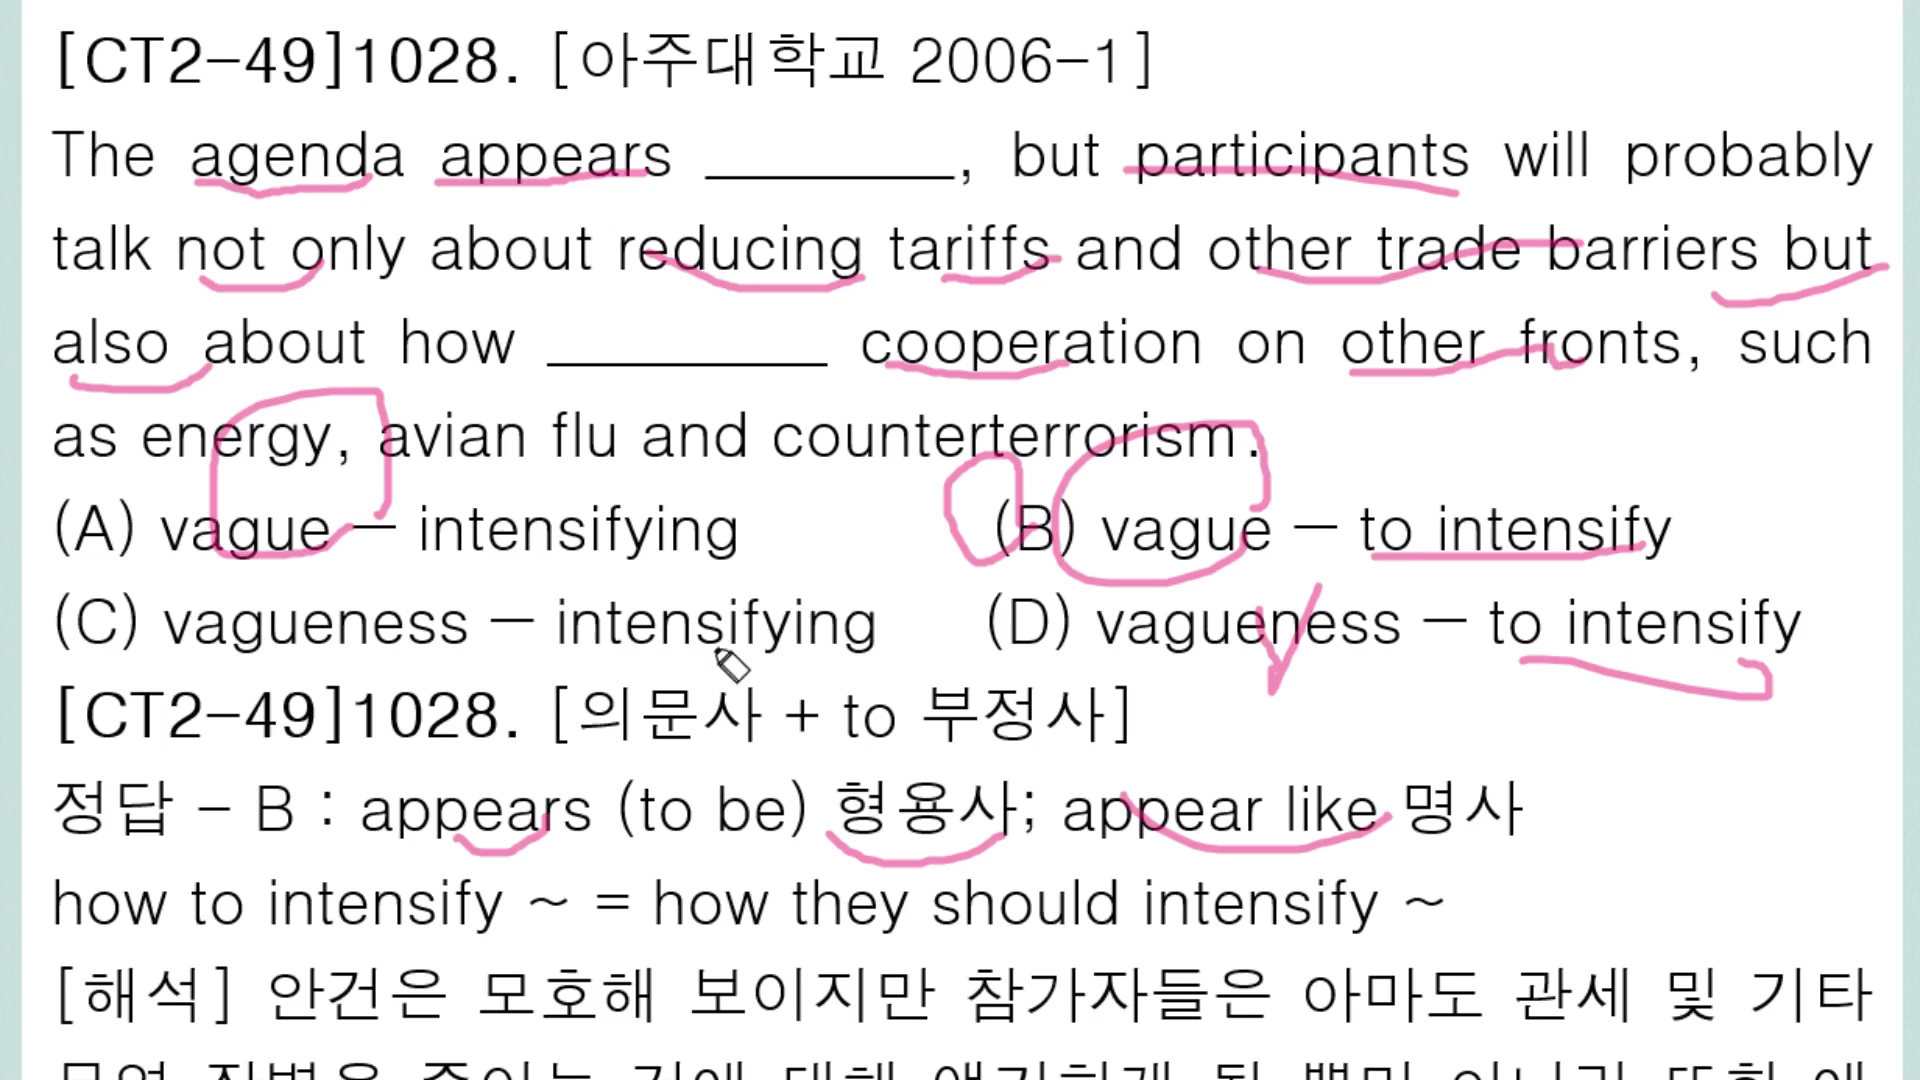 [CT2-49]1028. [아주대학교 2006-1]
The agenda appears ________, but participants will probably
talk not only about reducing tariffs and other trade barriers but
also about how _________ cooperation on other fronts, such
as energy, avian flu and counterterrorism.
(A) vague - intensifying (B) vague - to intensify
(C) vagueness - intensifying (D) vagueness - to intensify
[CT2-49]1028. [의문사 + to 부정사]
정답 - B : appears (to be) 형용사; appear like 명사
how to intensify ~ = how they should intensify ~
[해석] 안건은 모호해 보이지만 참가자들은 아마도 관세 및 기타